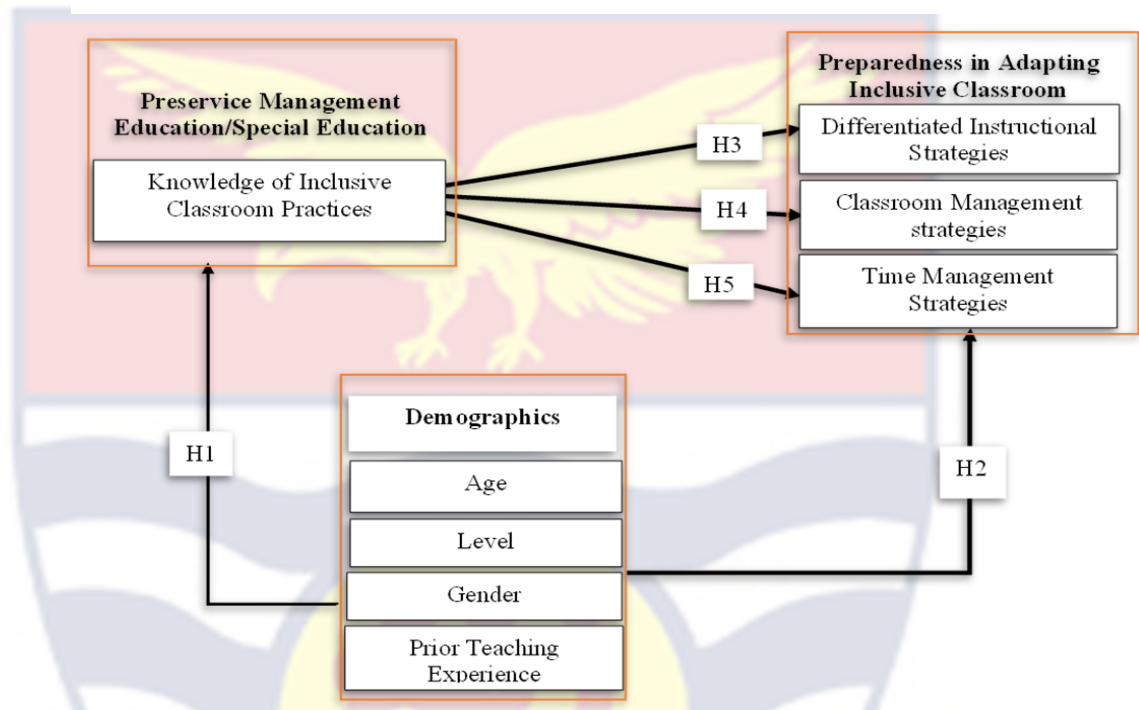 Preservice Management
Education/Special Education
Knowledge of Inclusive
Classroom Practices
Preparedness in Adapting
Inclusive Classroom
Differentiated Instructional
Strategies
Classroom Management
strategies
Time Management
Strategies
H3
H4
H5
H1
H2
Demographics
Age
Level
Gender
Prior Teaching
Experience